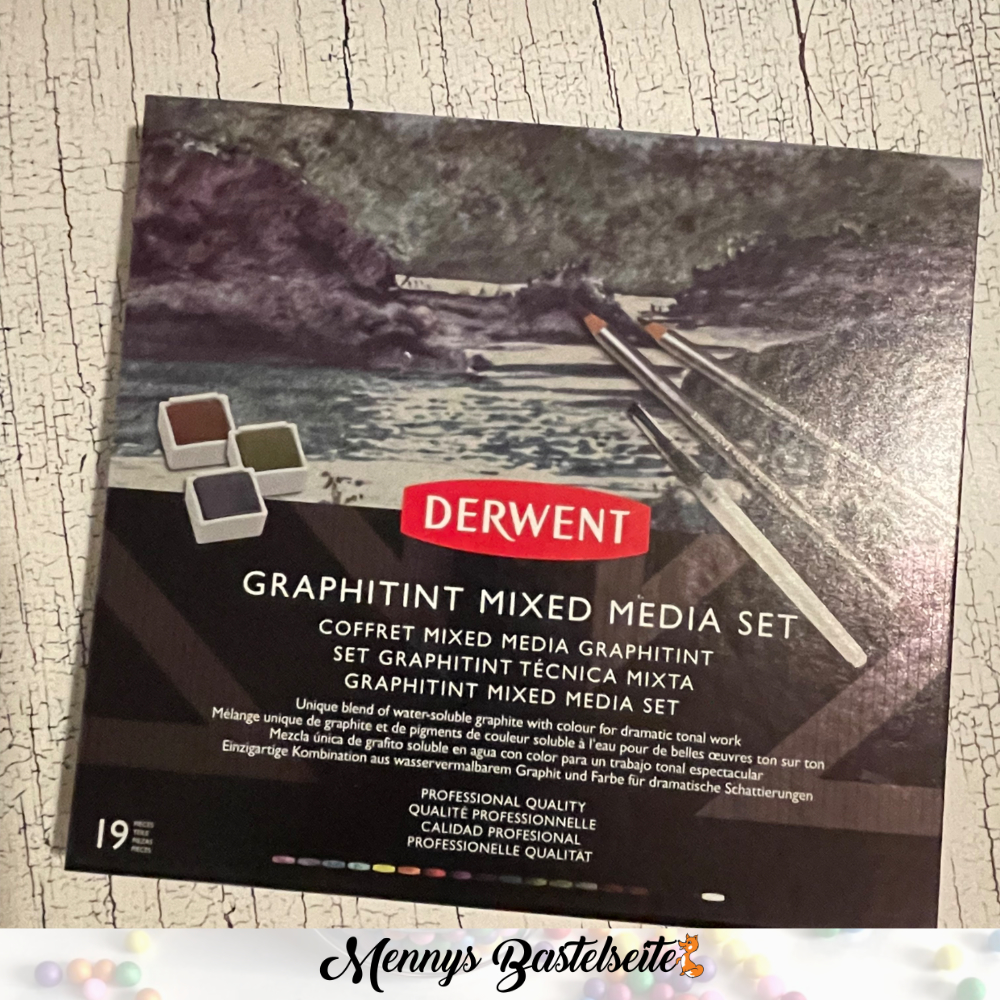 DERWENT
GRAPHITINT MIXED MEDIA SET
COFFRET MIXED MEDIA GRAPHITINT
SET GRAPHITINT TÉCNICA MIXTA
GRAPHITINT MIXED MEDIA SET
Unique blend of water-soluble graphite with colour for dramatic tonal work
Mélange unique de graphite et de pigments de couleur soluble à l'eau pour de belles œuvres ton sur ton
Mezcla única de grafito soluble en agua con color para un trabajo tonal espectacular
Einzigartige Kombination aus wasservermalbarem Graphit und Farbe für dramatische Schattierungen
PROFESSIONAL QUALITY
QUALITÉ PROFESSIONNELLE
CALIDAD PROFESIONAL
PROFESSIONELLE QUALITÄT
19
Mennys Bastelseite